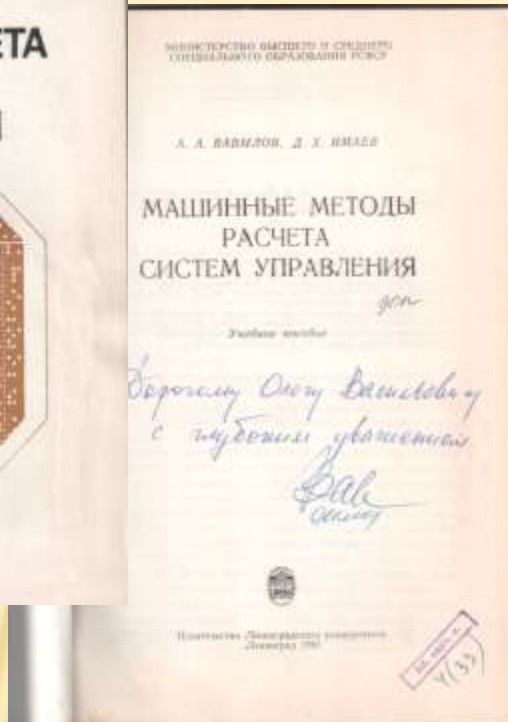 ЕТА
МИНИСТЕРСТВО ВЫСШЕГО И СРЕДНЕГО
СПЕЦИАЛЬНОГО ОБРАЗОВАНИЯ РСФСР
А. А. ВАВИЛОВ, Д. Х. ИМАЕВ
МАШИННЫЕ МЕТОДЫ
РАСЧЕТА
СИСТЕМ УПРАВЛЕНИЯ
Учебное пособие
Дорогому Олегу Васильевичу
с глубоким уважением
Издательство Ленинградского университета
Ленинград